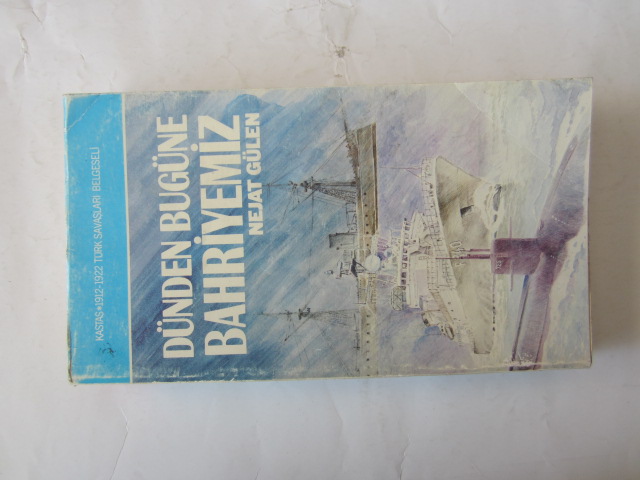 KASTAŞ•1912-1922 TÜRK SAVAŞLARI BELGESELİ
DÜNDEN BUGÜNE
BAHRİYEMİZ
NEJAT GÜLEN